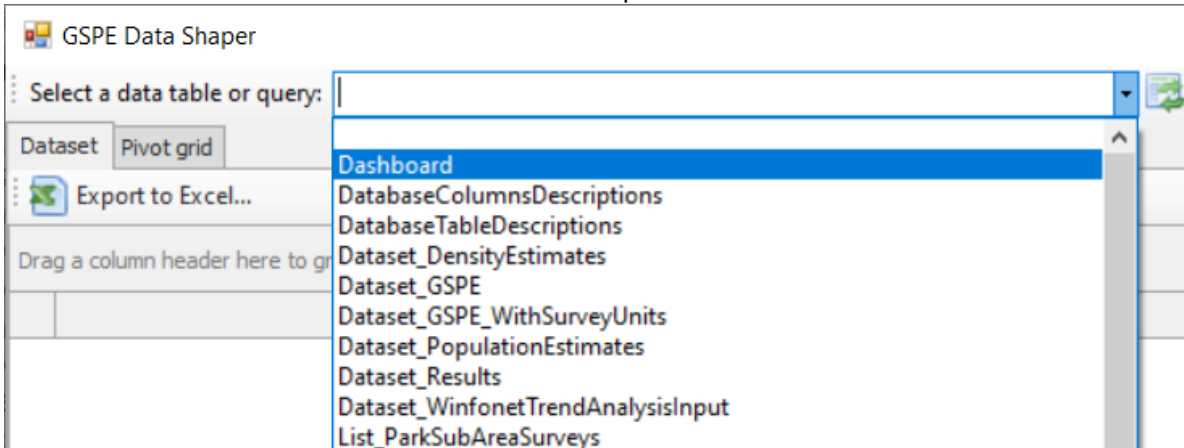 GSPE Data Shaper
Select a data table or query:
Dataset Pivot grid
Dashboard
DatabaseColumnsDescriptions
Export to Excel...
DatabaseTableDescriptions
Drag a column header here to gr
Dataset_DensityEstimates
Dataset_GSPE
Dataset_GSPE_WithSurveyUnits
Dataset_PopulationEstimates
Dataset_Results
Dataset_WinfonetTrendAnalysisInput
List_ParkSubAreaSurveys